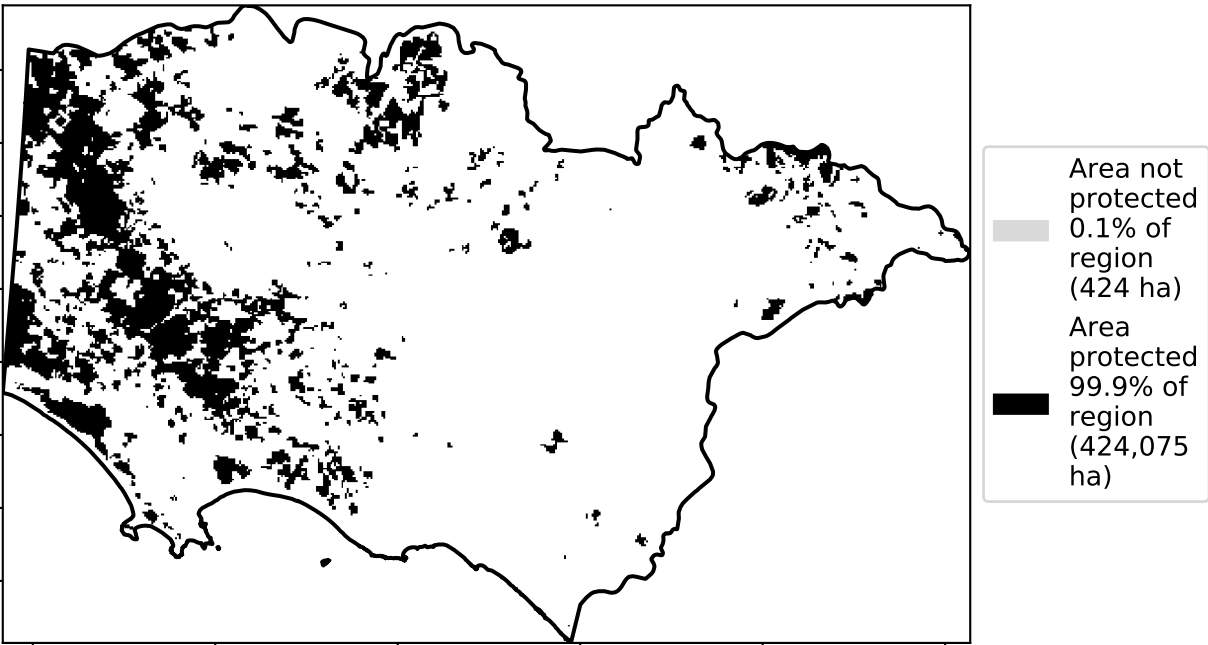 Area not
protected
0.1% of
region
(424 ha)
Area
protected
99.9% of
region
(424,075
ha)